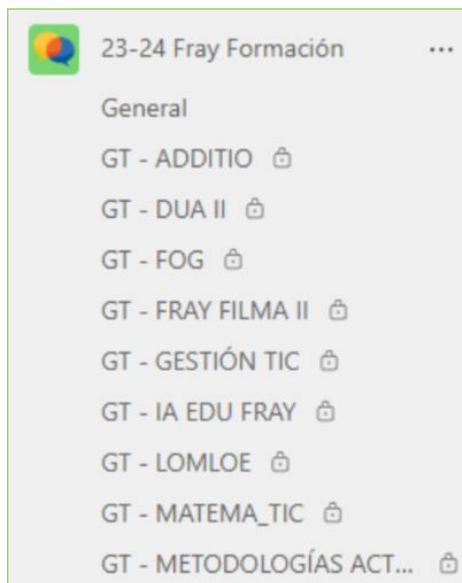 23-24 Fray Formación ...
General
GT - ADDITIO
GT - DUA II
GT - FOG
GT - FRAY FILMA II
GT - GESTIÓN TIC
GT - IA EDU FRAY
GT - LOMLOE
GT - MATEMA_TIC
GT - METODOLOGÍAS ACT...